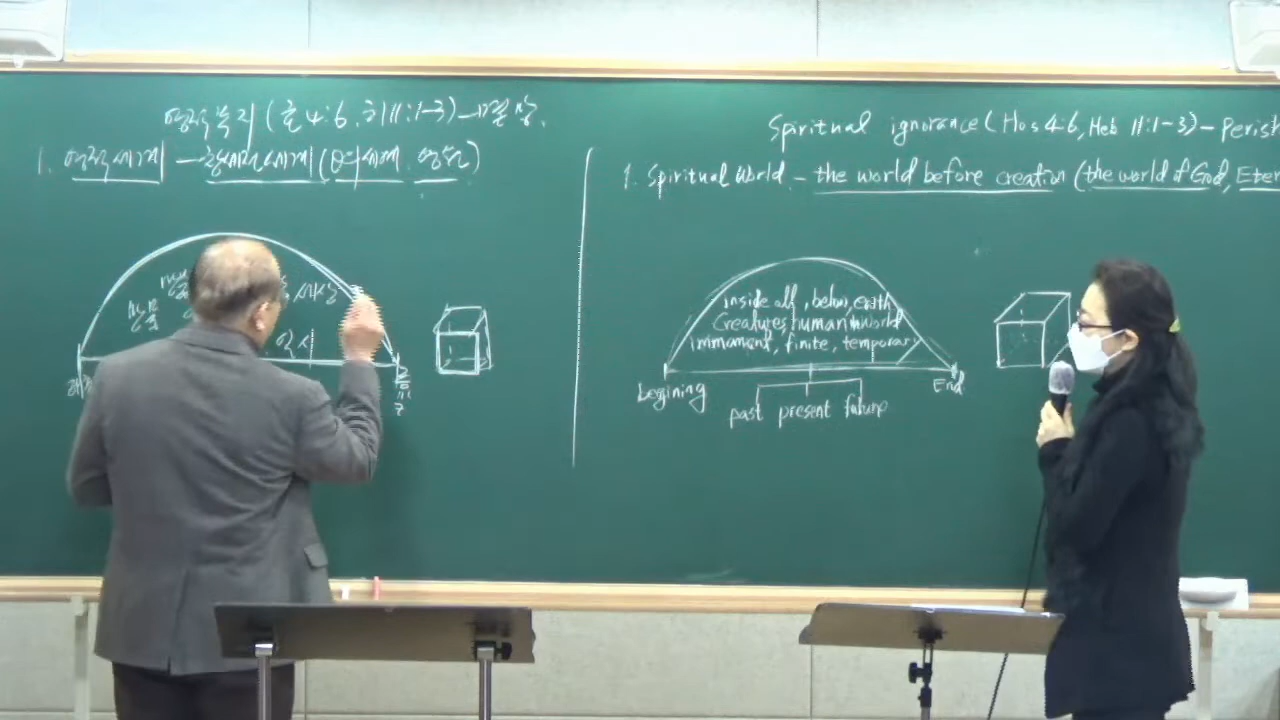 영적무지 (호 4:6, 히 11:1-3) → 멸망.
1. 영적세계 — 창세전세계 (하나님세계, 영원)
역사
Spiritual ignorance (Hos 4:6, Heb 11:1-3) - Perish
1. Spiritual World - the world before creation (the world of God, Eter
inside all, below, earth
Creatures, human world
immanent, finite, temporary
begining End
past present future